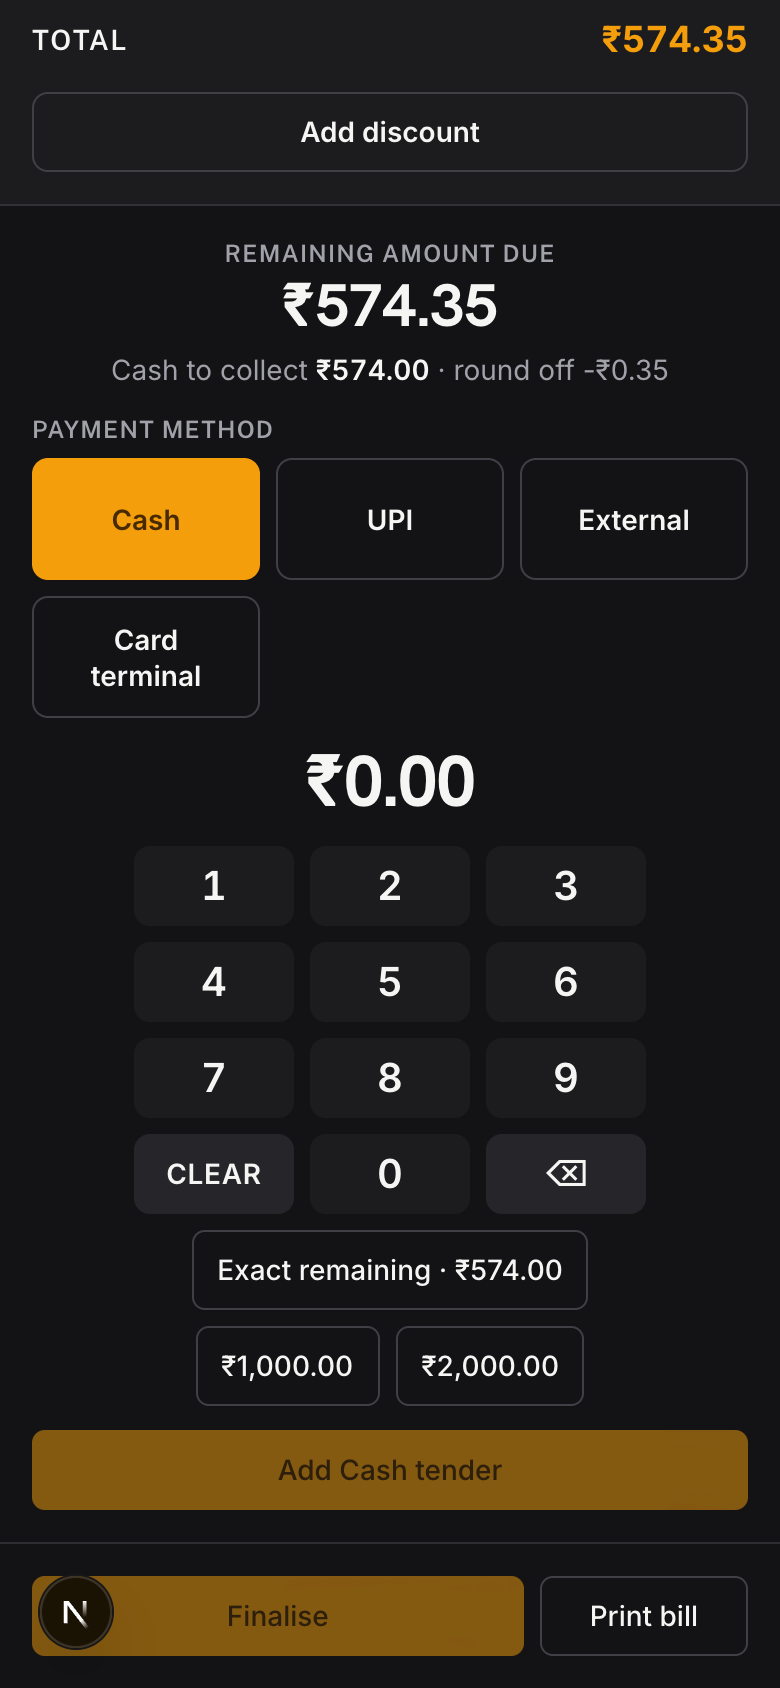 TOTAL ₹574.35
Add discount
REMAINING AMOUNT DUE
₹574.35
Cash to collect ₹574.00 · round off -₹0.35
PAYMENT METHOD
Cash UPI External
Card
terminal
₹0.00
1 2 3
4 5 6
7 8 9
CLEAR 0
Exact remaining · ₹574.00
₹1,000.00 ₹2,000.00
Add Cash tender
N Finalise Print bill